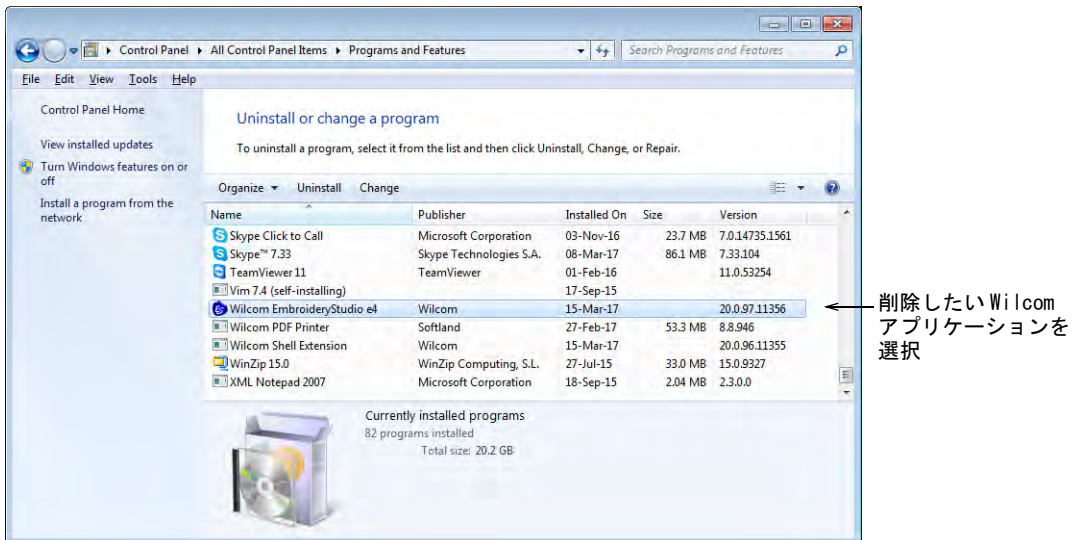 Control Panel ▸ All Control Panel Items ▸ Programs and Features
Search Programs and Features
File Edit View Tools Help
Control Panel Home
View installed updates
Turn Windows features on or
off
Install a program from the
network
Uninstall or change a program
To uninstall a program, select it from the list and then click Uninstall, Change, or Repair.
Organize Uninstall Change
Name Publisher Installed On Size Version
Skype Click to Call Microsoft Corporation 03-Nov-16 23.7 MB 7.0.14735.1561
Skype™ 7.33 Skype Technologies S.A. 08-Mar-17 86.1 MB 7.33.104
TeamViewer 11 TeamViewer 01-Feb-16 11.0.53254
Vim 7.4 (self-installing) 17-Sep-15
Wilcom EmbroideryStudio e4 Wilcom 15-Mar-17 20.0.97.11356
Wilcom PDF Printer Softland 27-Feb-17 53.3 MB 8.8.946
Wilcom Shell Extension Wilcom 15-Mar-17 20.0.96.11355
WinZip 15.0 WinZip Computing, S.L. 27-Jul-15 33.0 MB 15.0.9327
XML Notepad 2007 Microsoft Corporation 18-Sep-15 2.04 MB 2.3.0.0
Currently installed programs
82 programs installed
Total size: 20.2 GB
削除したい Wilcom
アプリケーションを
選択